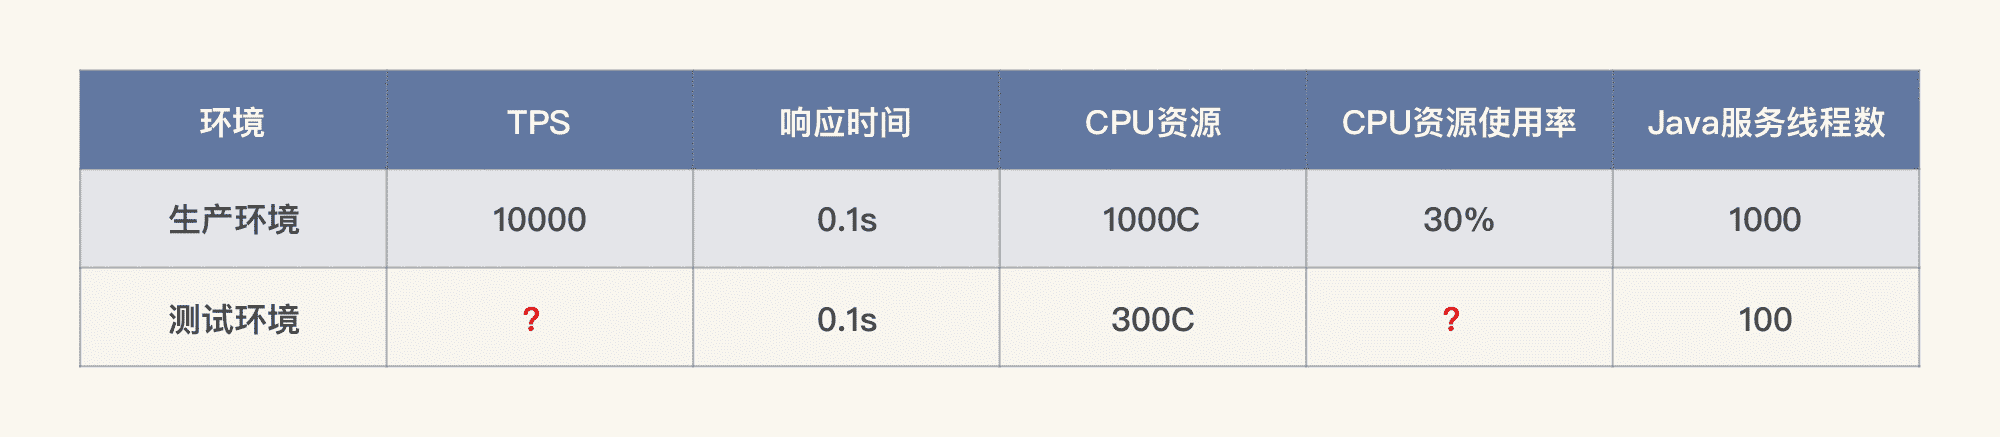 环境 TPS 响应时间 CPU资源 CPU资源使用率 Java服务线程数
生产环境 10000 0.1s 1000C 30% 1000
测试环境 ? 0.1s 300C ? 100